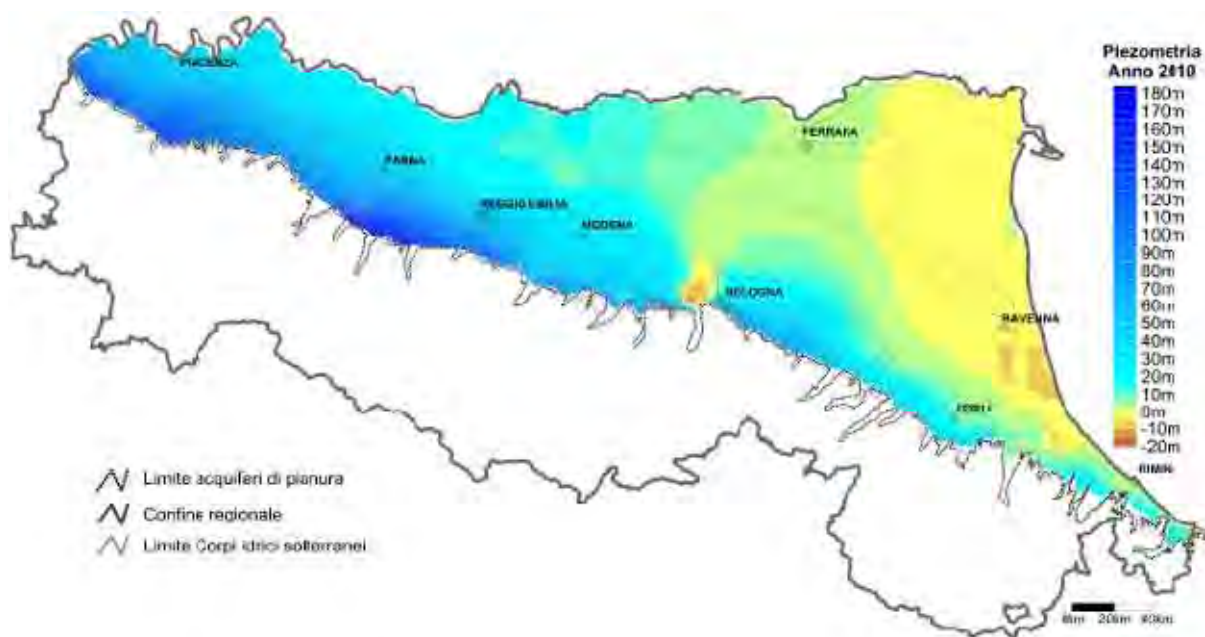 Piezometria
Anno 2010
180m
170m
160m
150m
140m
130m
120m
110m
100m
90m
80m
70m
60m
50m
40m
30m
20m
10m
0m
-10m
-20m
PIACENZA
PARMA
REGGIO EMILIA
MODENA
BOLOGNA
FERRARA
RAVENNA
FORLI
RIMINI
Limite acquiferi di pianura
Confine regionale
Limite Corpi idrici sotterranei
20km